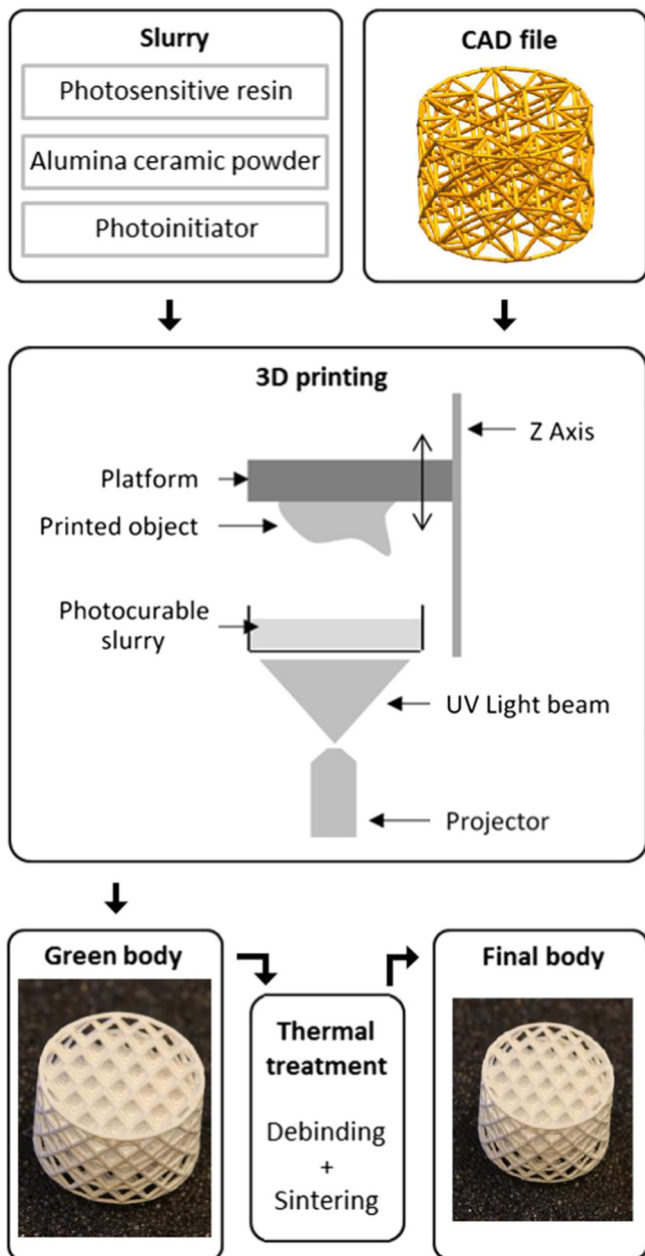 Slurry
Photosensitive resin
Alumina ceramic powder
Photoinitiator
CAD file
3D printing
Z Axis
Platform
Printed object
Photocurable
slurry
UV Light beam
Projector
Green body
Thermal
treatment
Debinding
+
Sintering
Final body